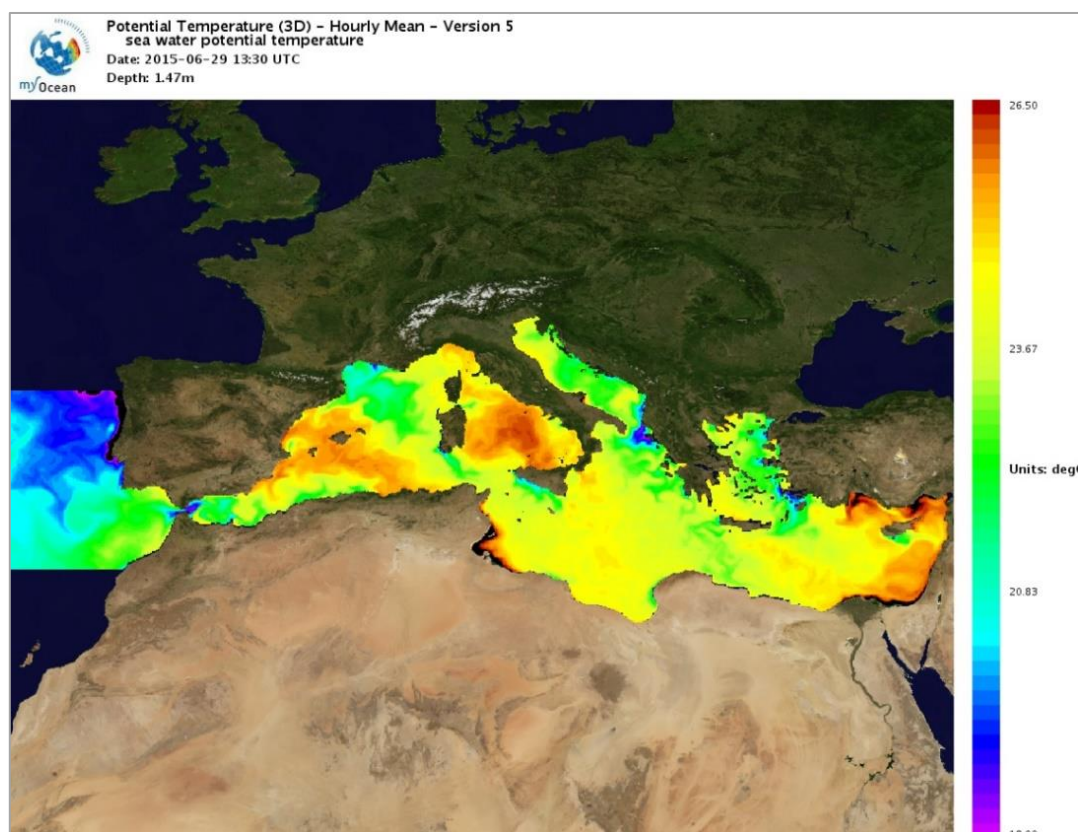 Potential Temperature (3D) - Hourly Mean - Version 5
sea water potential temperature
Date: 2015-06-29 13:30 UTC
Depth: 1.47m
myOcean
26.50
23.67
Units: deg
20.83